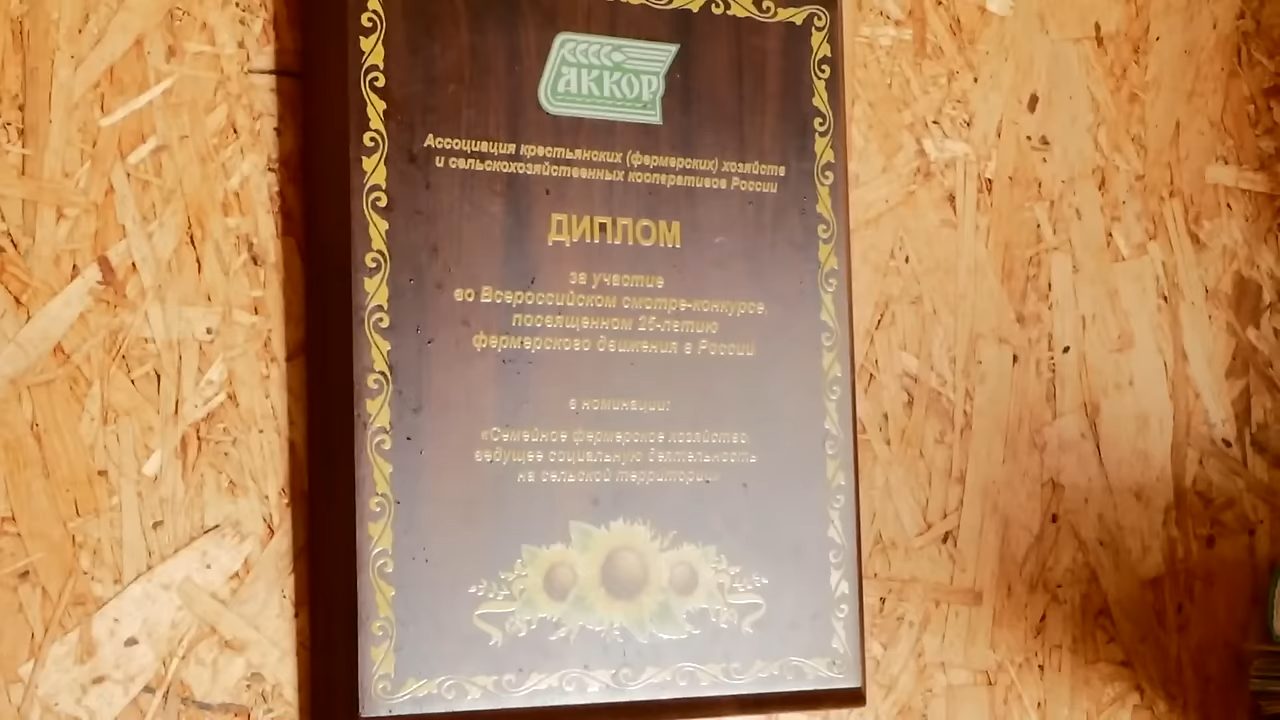 АККОР
Ассоциация крестьянских (фермерских) хозяйств
и сельскохозяйственных кооперативов России
ДИПЛОМ
за участие
во Всероссийском смотре-конкурсе,
посвященном 25-летию
фермерского движения в России
в номинации:
«Семейное фермерское хозяйство,
ведущее социальную деятельность
на сельской территории»